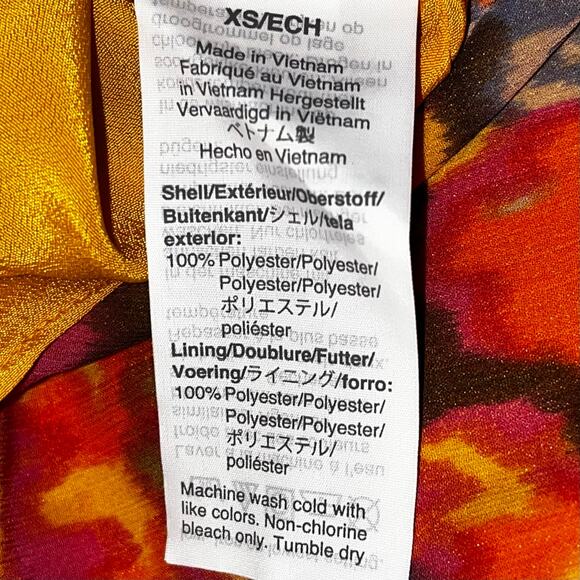 XS/ECH
Made in Vietnam
Fabriqué au Vietnam
in Vietnam Hergestellt
Vervaardigd in Viëtnam
ベトナム製
Hecho en Vietnam
Shell/Extérieur/Oberstoff/
Buitenkant/シェル/tela
exterior:
100% Polyester/Polyester/
Polyester/Polyester/
ポリエステル/
poliéster
Lining/Doublure/Futter/
Voering/ライニング/forro:
100% Polyester/Polyester/
Polyester/Polyester/
ポリエステル/
poliéster
Machine wash cold with
like colors. Non-chlorine
bleach only. Tumble dry